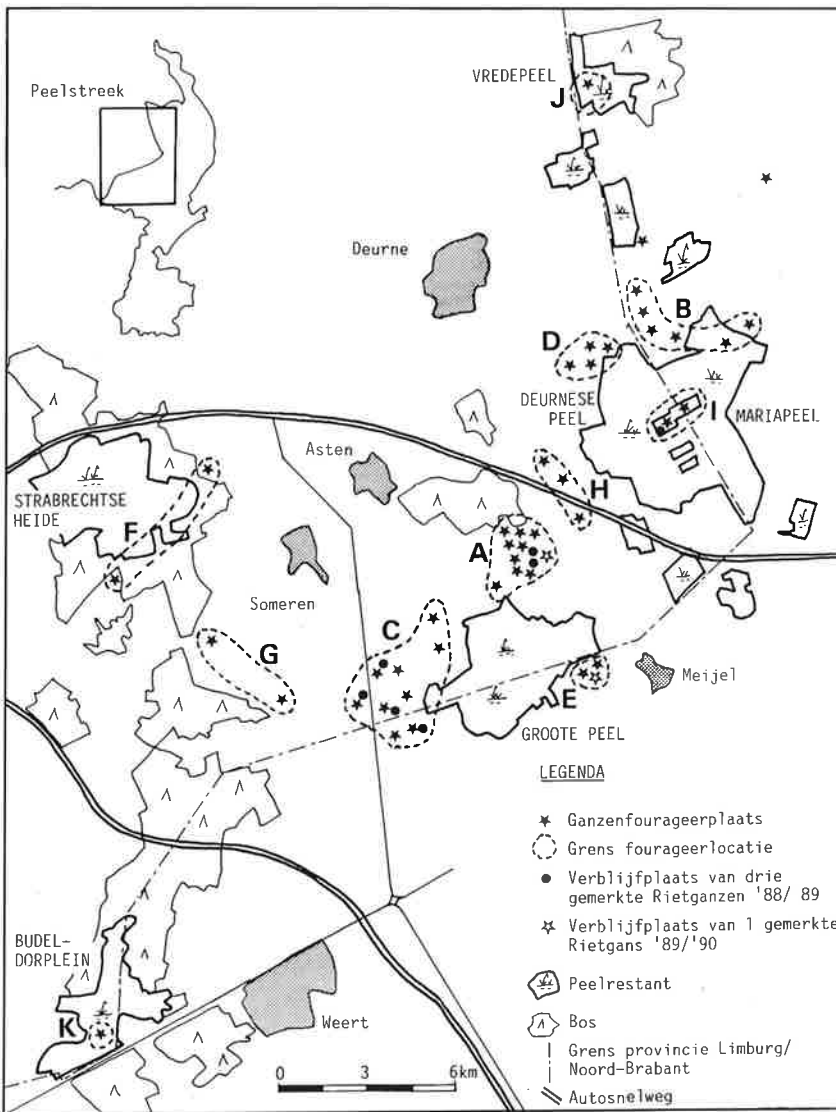 VREDEPEEL
Peelstreek
J
Deurne
B
D
DEURNESE
PEEL
I
MARIAPEEL
Asten
H
STRABRECHTSE
HEIDE
F
A
Someren
C
G
E
Meijel
GROOTE PEEL
LEGENDA
Ganzenfourageerplaats
Grens fourageerlocatie
Verblijfplaats van drie
gemerkte Rietganzen '88/ 89
Verblijfplaats van 1 gemerkte
Rietgans '89/'90
BUDEL-
DORPLEIN
Peelrestant
K
Bos
Weert
Grens provincie Limburg/
Noord-Brabant
0 3 6km
Autosnelweg